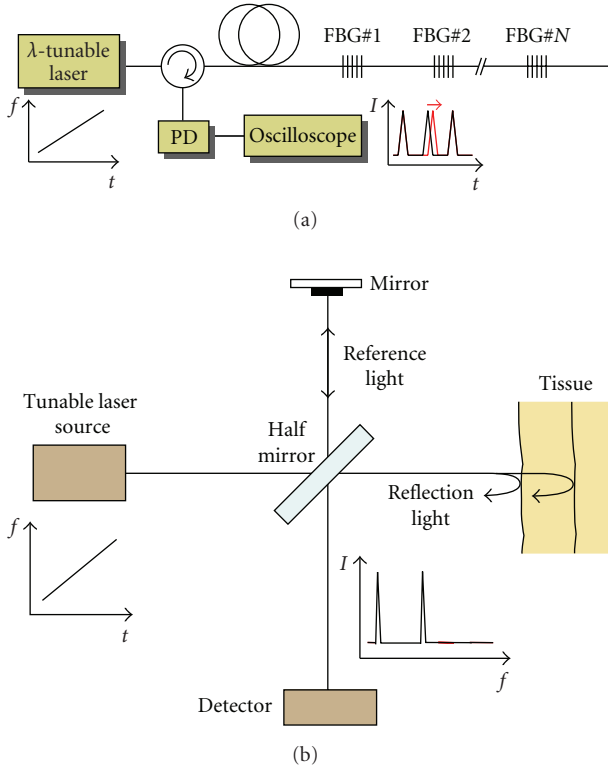 FBG#1 FBG#2 FBG#N
λ-tunable
laser
f
t
PD
Oscilloscope
I
t
(a)
Mirror
Reference
light
Tissue
Tunable laser
source
Half
mirror
Reflection
light
f
t
I
f
Detector
(b)